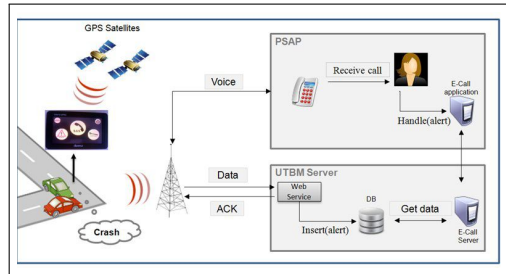 GPS Satellites
PSAP
Voice
Receive call
E-Call
application
Handle(alert)
UTBM Server
Data
Web
Service
DB
Get data
ACK
Insert(alert)
E-Call
Server
Crash